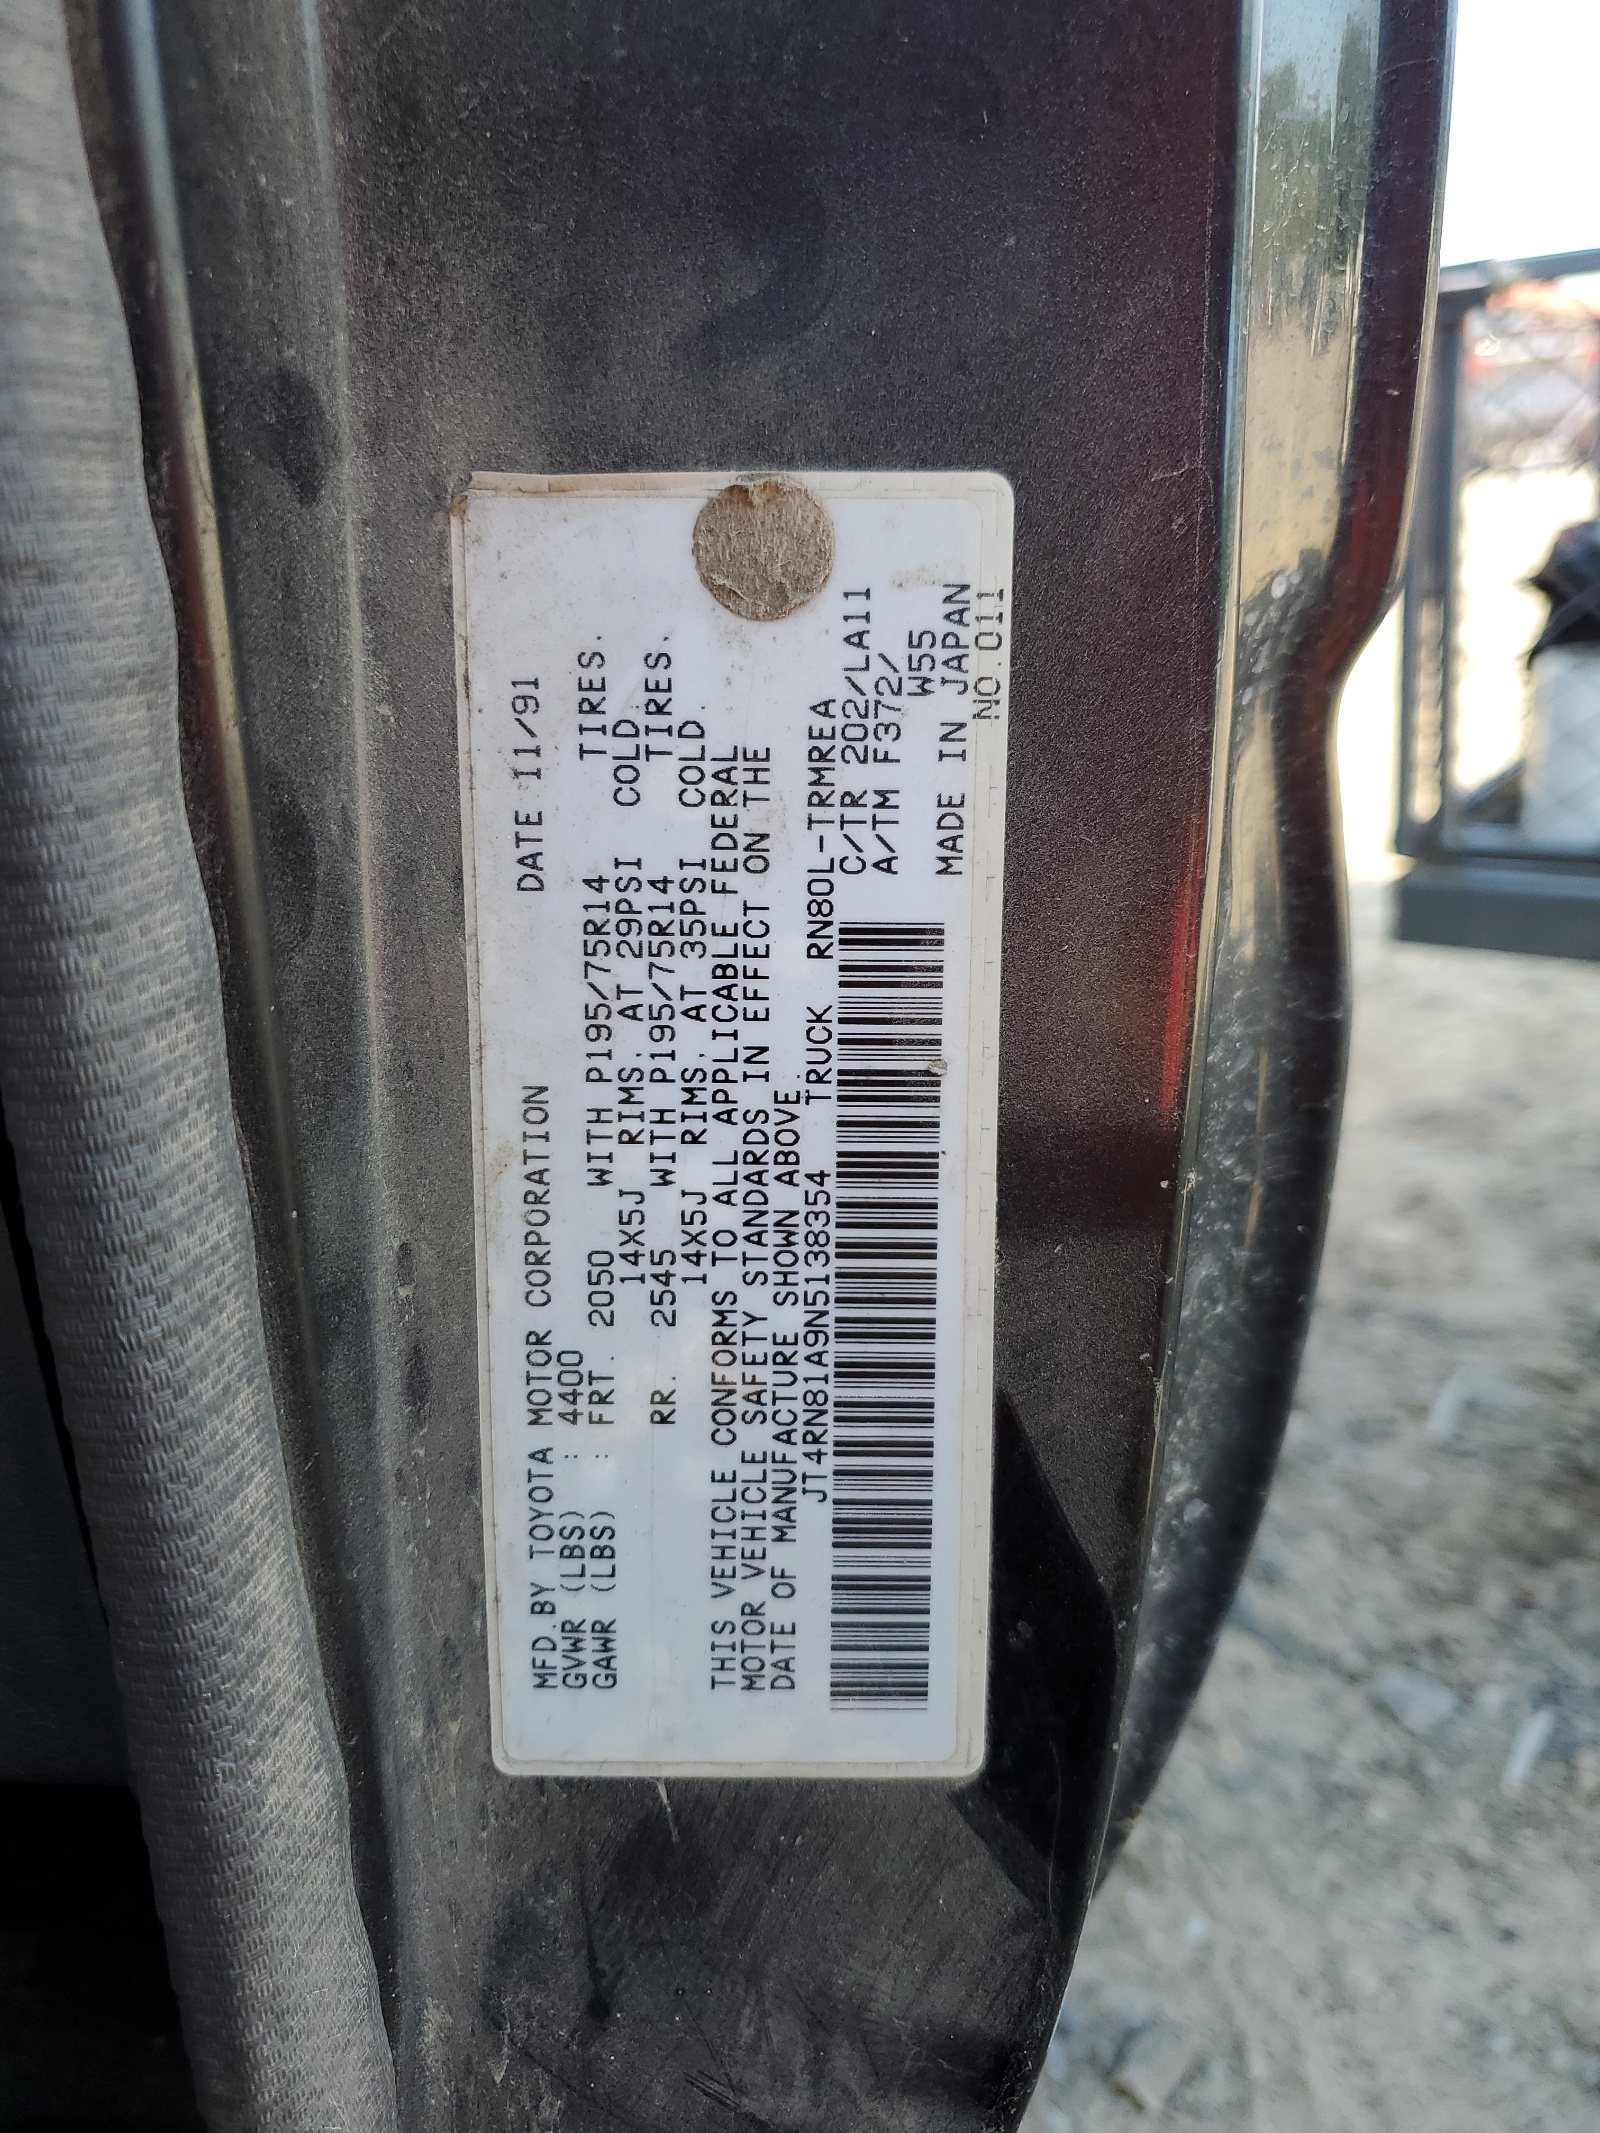 MFD.BY TOYOTA MOTOR CORPORATION DATE 11/91
GVWR (LBS) : 4400
GAWR (LBS) : FRT. 2050 WITH P195/75R14 TIRES.
14X5J RIMS. AT 29PSI COLD.
RR. 2545 WITH P195/75R14 TIRES.
14X5J RIMS. AT 35PSI COLD.
THIS VEHICLE CONFORMS TO ALL APPLICABLE FEDERAL
MOTOR VEHICLE SAFETY STANDARDS IN EFFECT ON THE
DATE OF MANUFACTURE SHOWN ABOVE.
JT4RN81A9N5138354 TRUCK RN80L-TRMREA
C/TR 202/LA11
A/TM F372/
W55
MADE IN JAPAN
NO.011